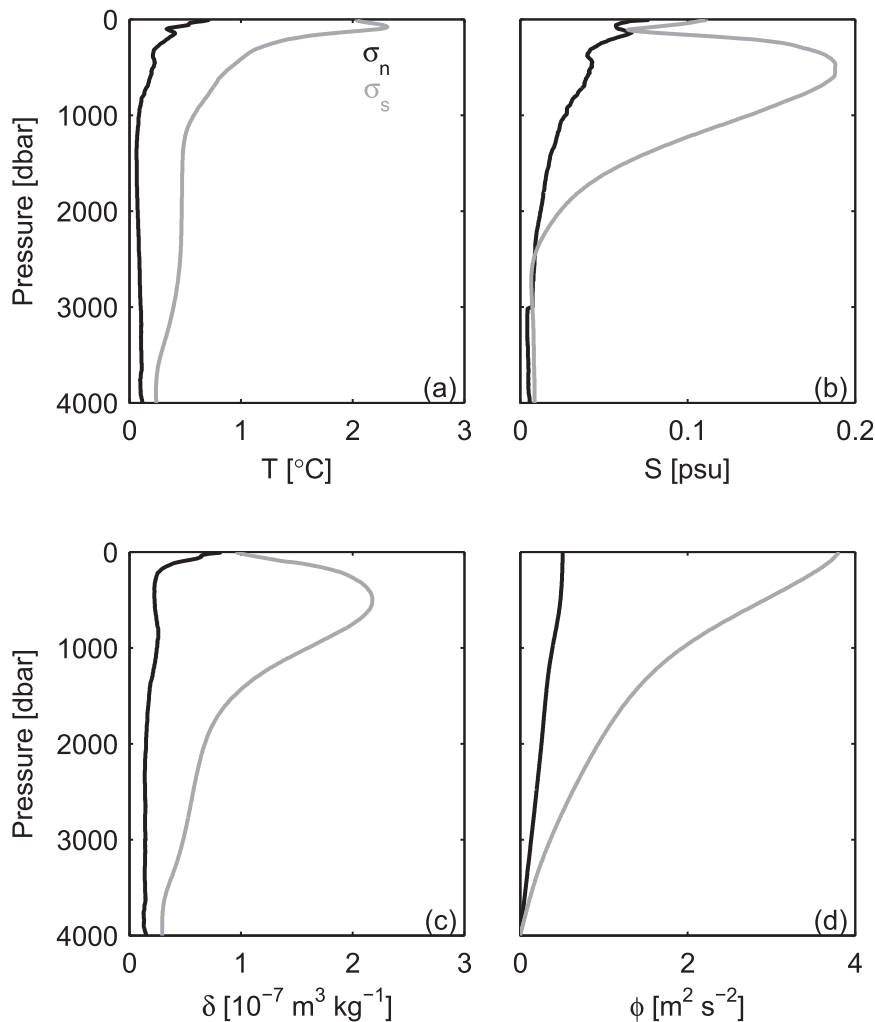 0
1000
2000
3000
4000
Pressure [dbar]
σn
σs
(a)
0 1 2 3
T [°C]
(b)
0 0.1 0.2
S [psu]
0
1000
2000
3000
4000
Pressure [dbar]
(c)
0 1 2 3
δ [10−7 m3 kg−1]
(d)
0 2 4
ϕ [m2 s−2]